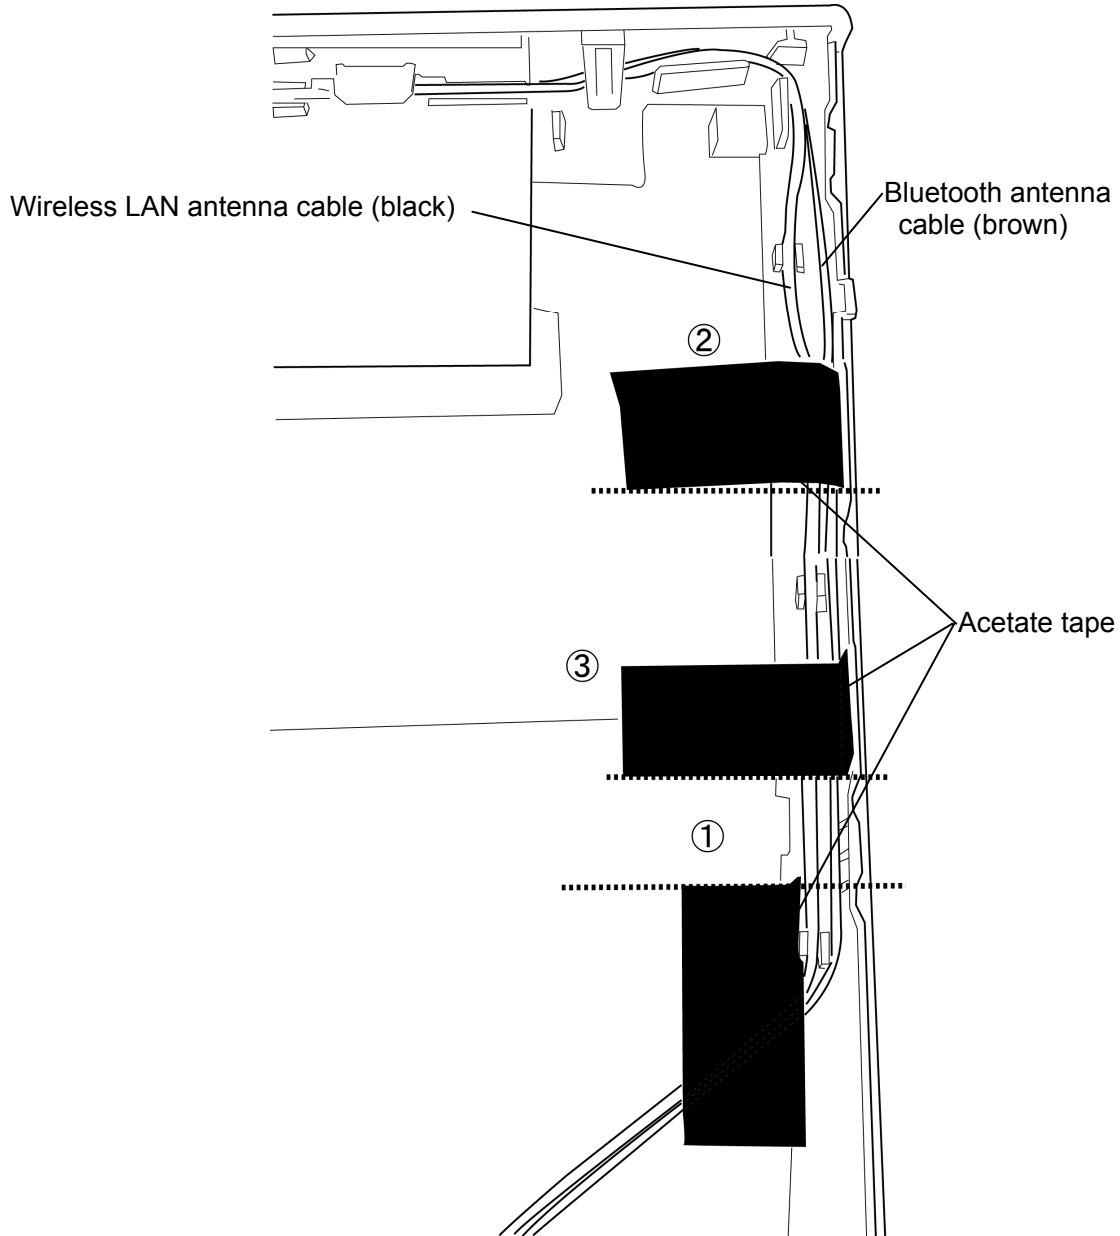 Wireless LAN antenna cable (black)
Bluetooth antenna
cable (brown)
②
Acetate tape
③
①